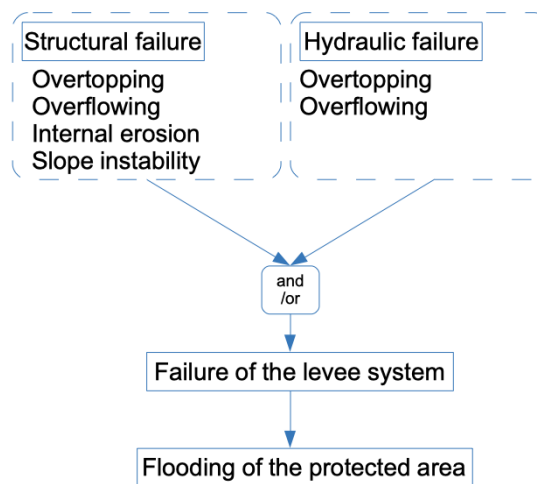 Structural failure
Overtopping
Overflowing
Internal erosion
Slope instability
Hydraulic failure
Overtopping
Overflowing
and
/or
Failure of the levee system
Flooding of the protected area